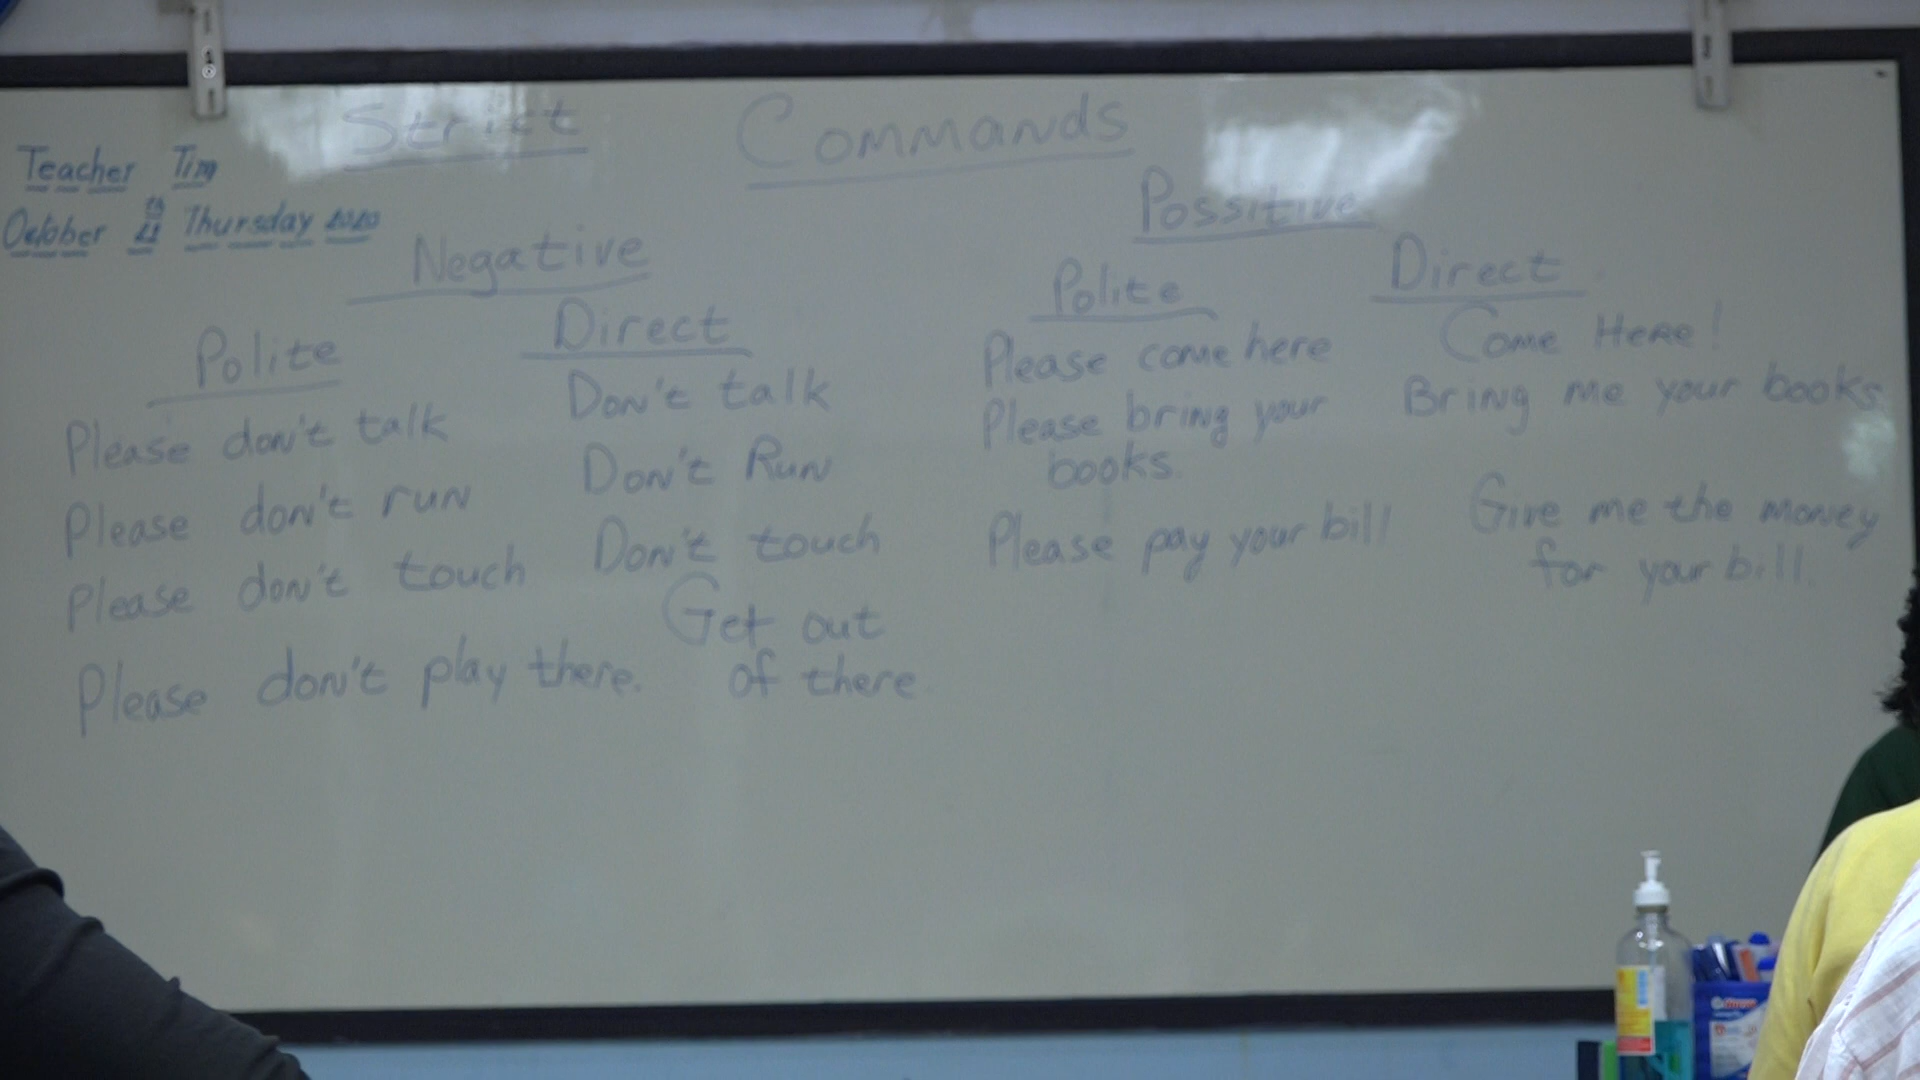 Strict Commands
Teacher Tim
October Thursday 2020
Negative
Polite
Direct
Please don't talk
Don't talk
Please don't run
Don't Run
Please don't touch
Don't touch
Please don't play there.
Get out
of there.
Possitive
Polite
Direct
Please come here
Come Here!
Please bring your
books.
Bring me your books
Please pay your bill
Give me the money
for your bill.